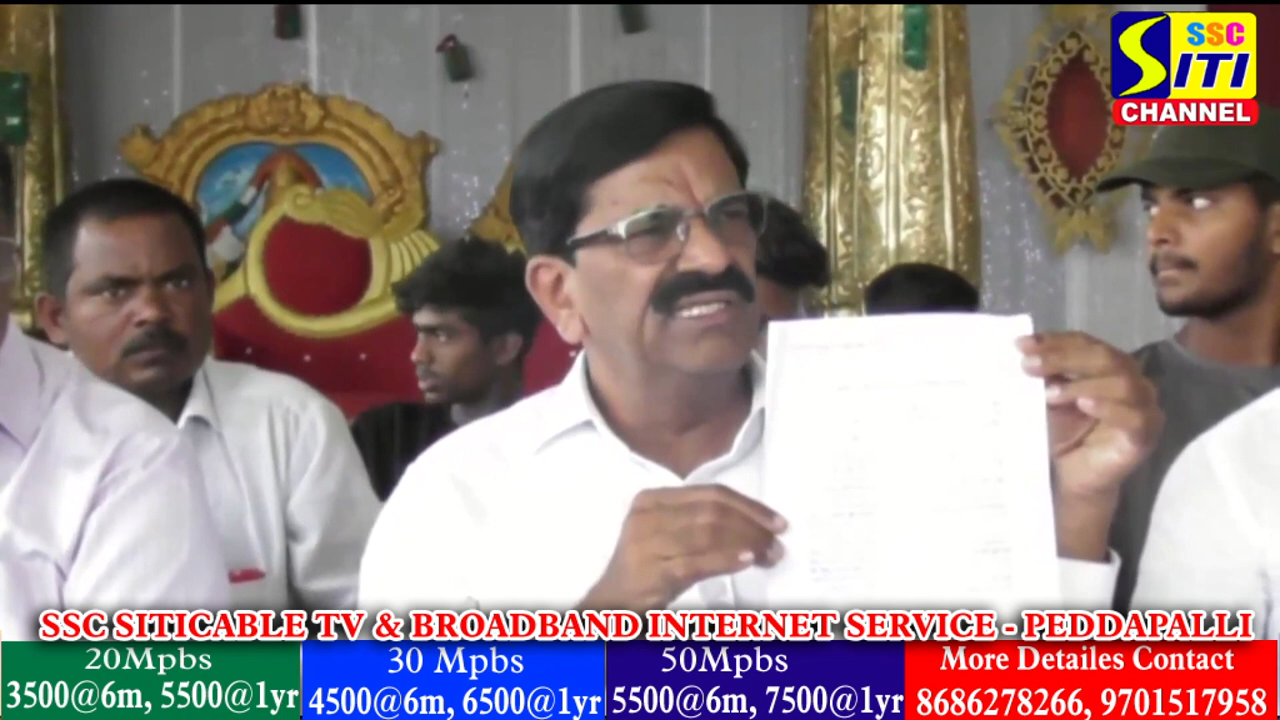 SSC
SITI
CHANNEL
SSC SITICABLE TV & BROADBAND INTERNET SERVICE - PEDDAPALLI
20Mpbs
3500@6m, 5500@1yr
30 Mpbs
4500@6m, 6500@1yr
50Mpbs
5500@6m, 7500@1yr
More Detailes Contact
8686278266, 9701517958